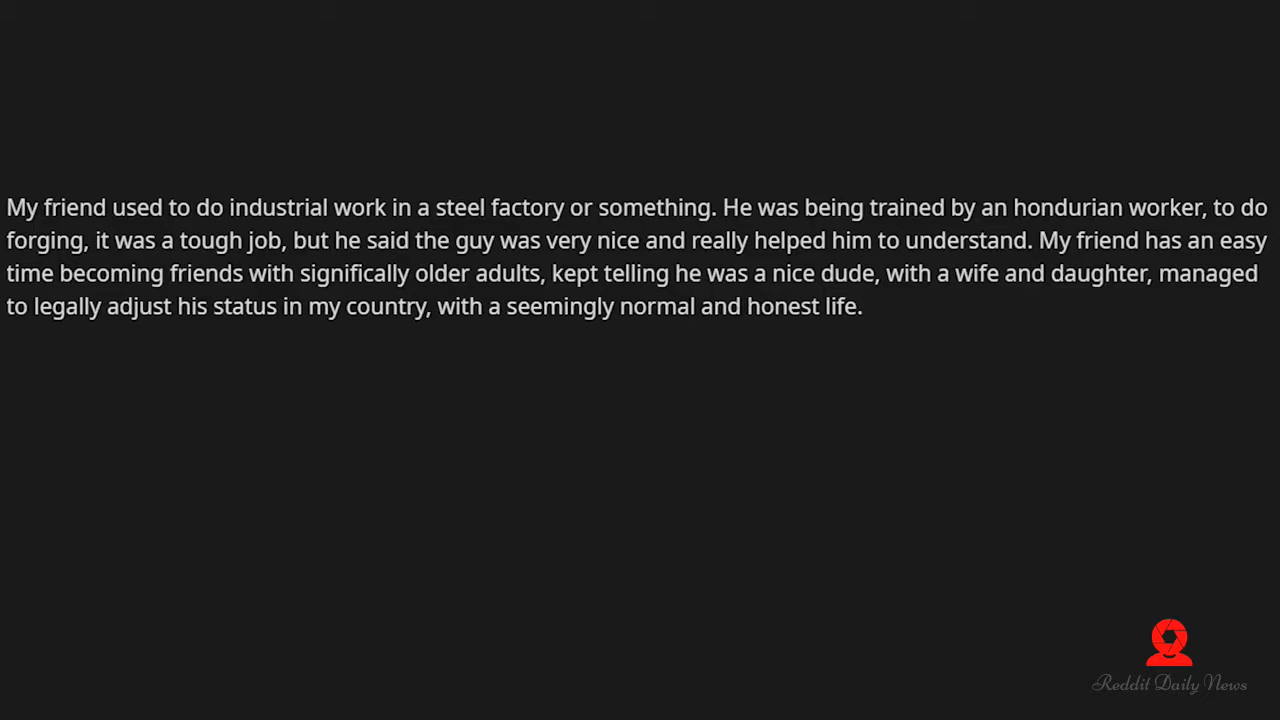 My friend used to do industrial work in a steel factory or something. He was being trained by an hondurian worker, to do
forging, it was a tough job, but he said the guy was very nice and really helped him to understand. My friend has an easy
time becoming friends with significally older adults, kept telling he was a nice dude, with a wife and daughter, managed
to legally adjust his status in my country, with a seemingly normal and honest life.
Reddit Daily News